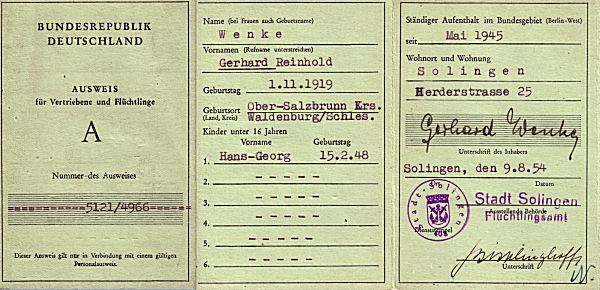 BUNDESREPUBLIK
DEUTSCHLAND
AUSWEIS
für Vertriebene und Flüchtlinge
A
Nummer des Ausweises
=====5121/4966=====
Dieser Ausweis gilt nur in Verbindung mit einem gültigen
Personalausweis.
Name (bei Frauen auch Geburtsname)
Wenke
Vornamen (Rufname unterstreichen)
Gerhard Reinhold
Geburtstag 1.11.1919
Geburtsort Ober-Salzbrunn Krs.
(Land, Kreis) Waldenburg/Schles.
Kinder unter 16 Jahren
Vorname Geburtstag
1. Hans-Georg 15.2.48
2. - - - - -
3. - - - - -
4. - - - - -
5. - - - - -
6. - - - - -
Ständiger Aufenthalt im Bundesgebiet (Berlin-West)
seit Mai 1945
Wohnort und Wohnung
Solingen
Herderstrasse 25
Gerhard Wenke
Unterschrift des Inhabers
Solingen, den 9.8.54
Ort Datum
Stadt Solingen
Ausstellende Behörde
Flüchtlingsamt
Stadt-Solingen
Dienststempel
Unterschrift